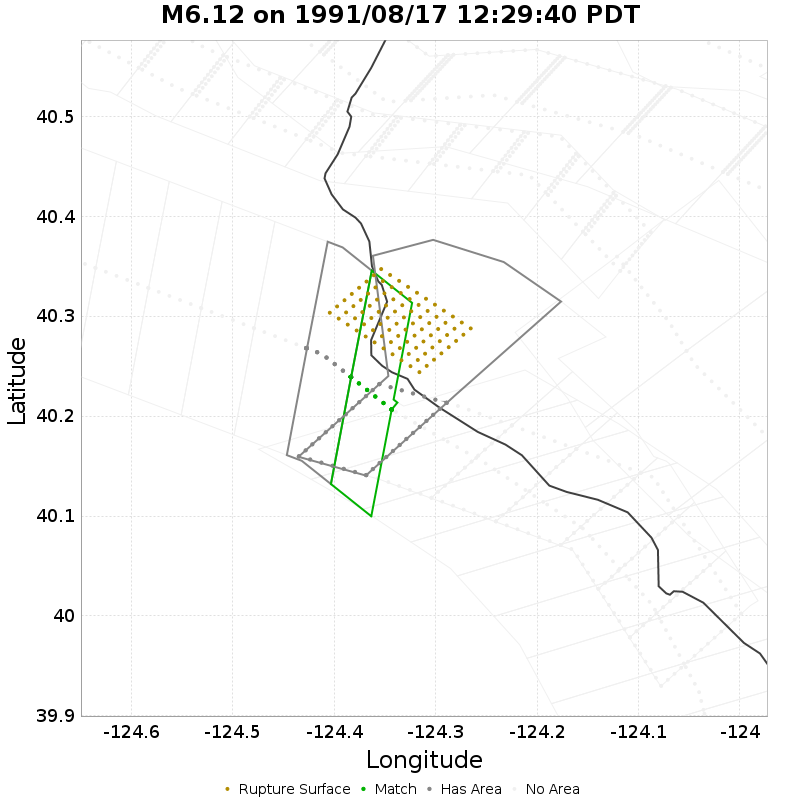 M6.12 on 1991/08/17 12:29:40 PDT
40.5
40.4
40.3
40.2
40.1
40
39.9
Latitude
-124.6
-124.5
-124.4
-124.3
-124.2
-124.1
-124
Longitude
Rupture Surface
Match
Has Area
No Area